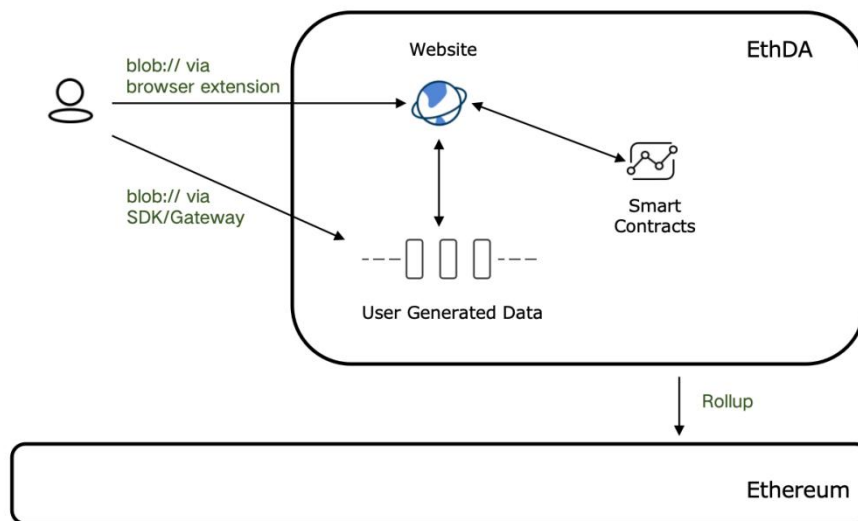 EthDA
Website
blob:// via
browser extension
Smart
Contracts
blob:// via
SDK/Gateway
User Generated Data
Rollup
Ethereum